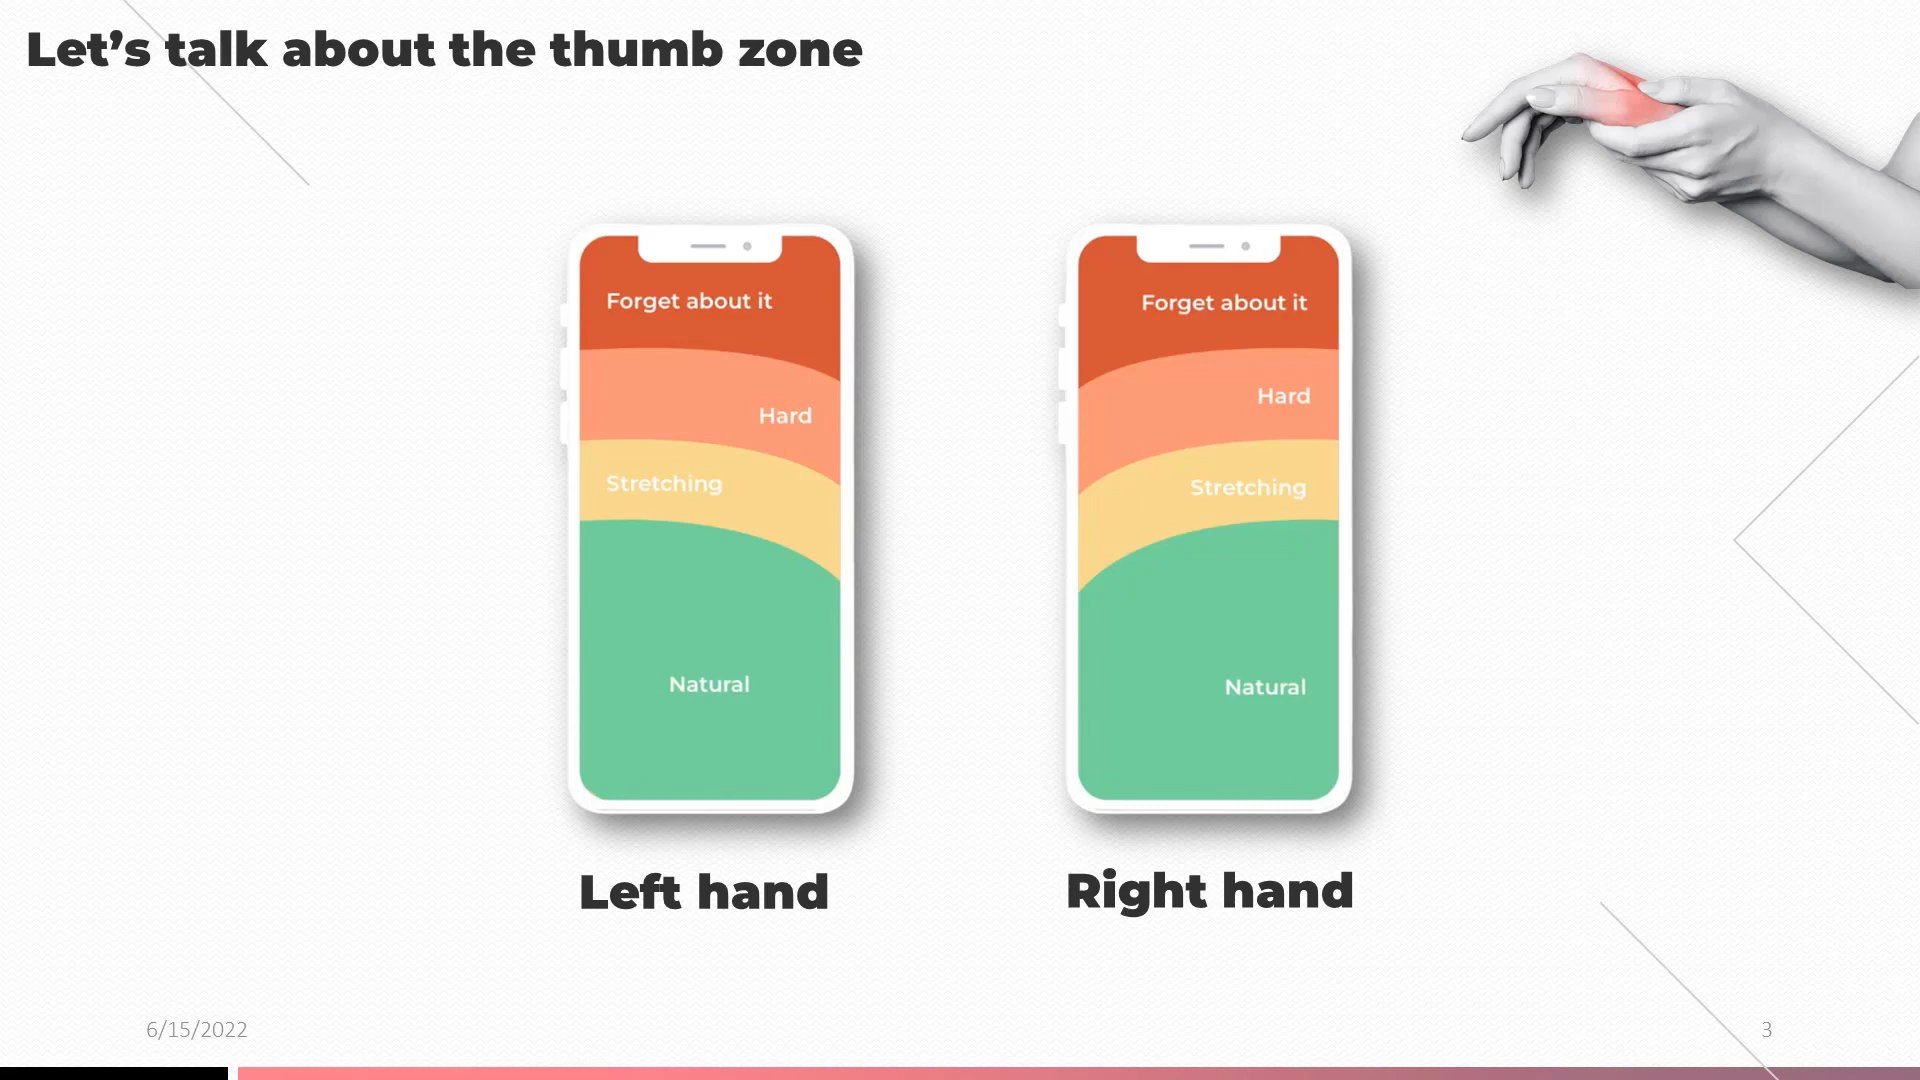 Let’s talk about the thumb zone
Forget about it
Hard
Stretching
Natural
Left hand
Forget about it
Hard
Stretching
Natural
Right hand
6/15/2022
3